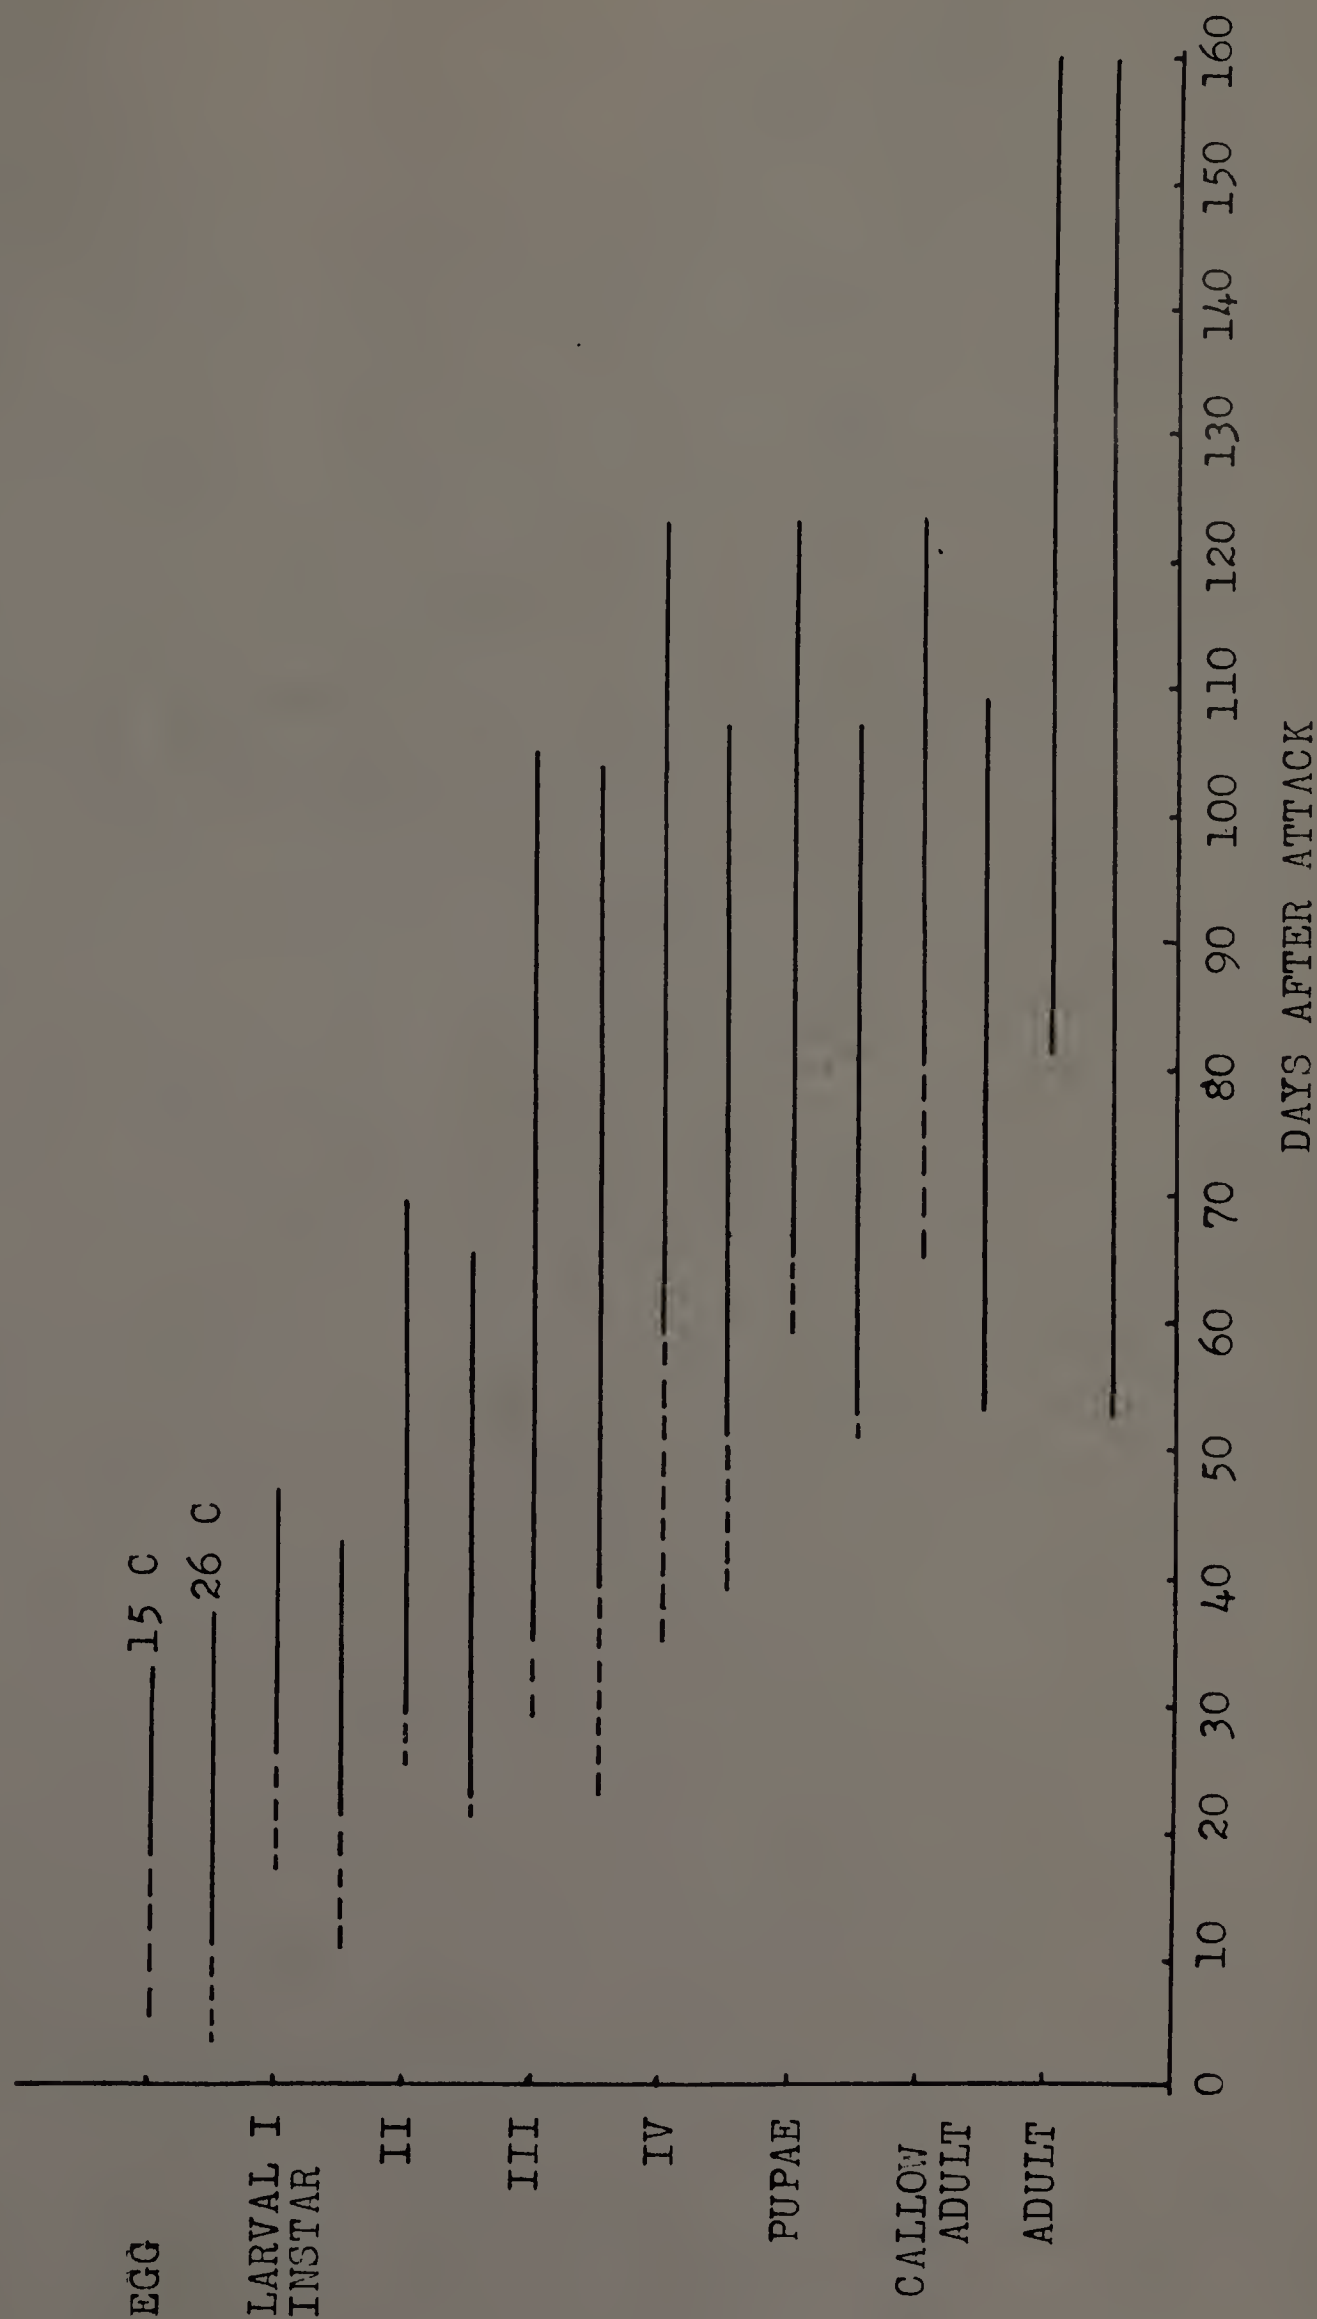 EGG
15 C
26 C
LARVAL I
INSTAR
II
III
IV
PUPAE
CALLOW
ADULT
ADULT
0 10 20 30 40 50 60 70 80 90 100 110 120 130 140 150 160
DAYS AFTER ATTACK